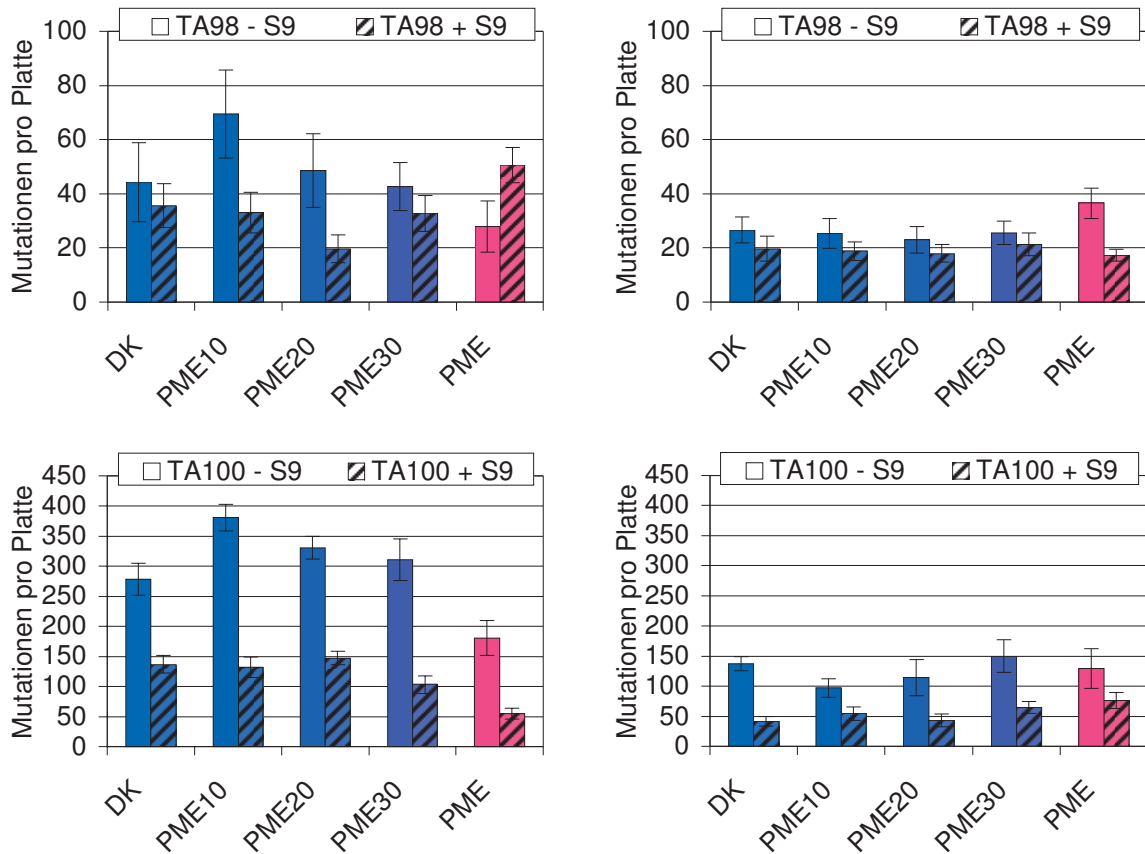 TA98 - S9 TA98 + S9
Mutationen pro Platte
100
80
60
40
20
0
DK PME10 PME20 PME30 PME
TA98 - S9 TA98 + S9
Mutationen pro Platte
100
80
60
40
20
0
DK PME10 PME20 PME30 PME
TA100 - S9 TA100 + S9
Mutationen pro Platte
450
400
350
300
250
200
150
100
50
0
DK PME10 PME20 PME30 PME
TA100 - S9 TA100 + S9
Mutationen pro Platte
450
400
350
300
250
200
150
100
50
0
DK PME10 PME20 PME30 PME